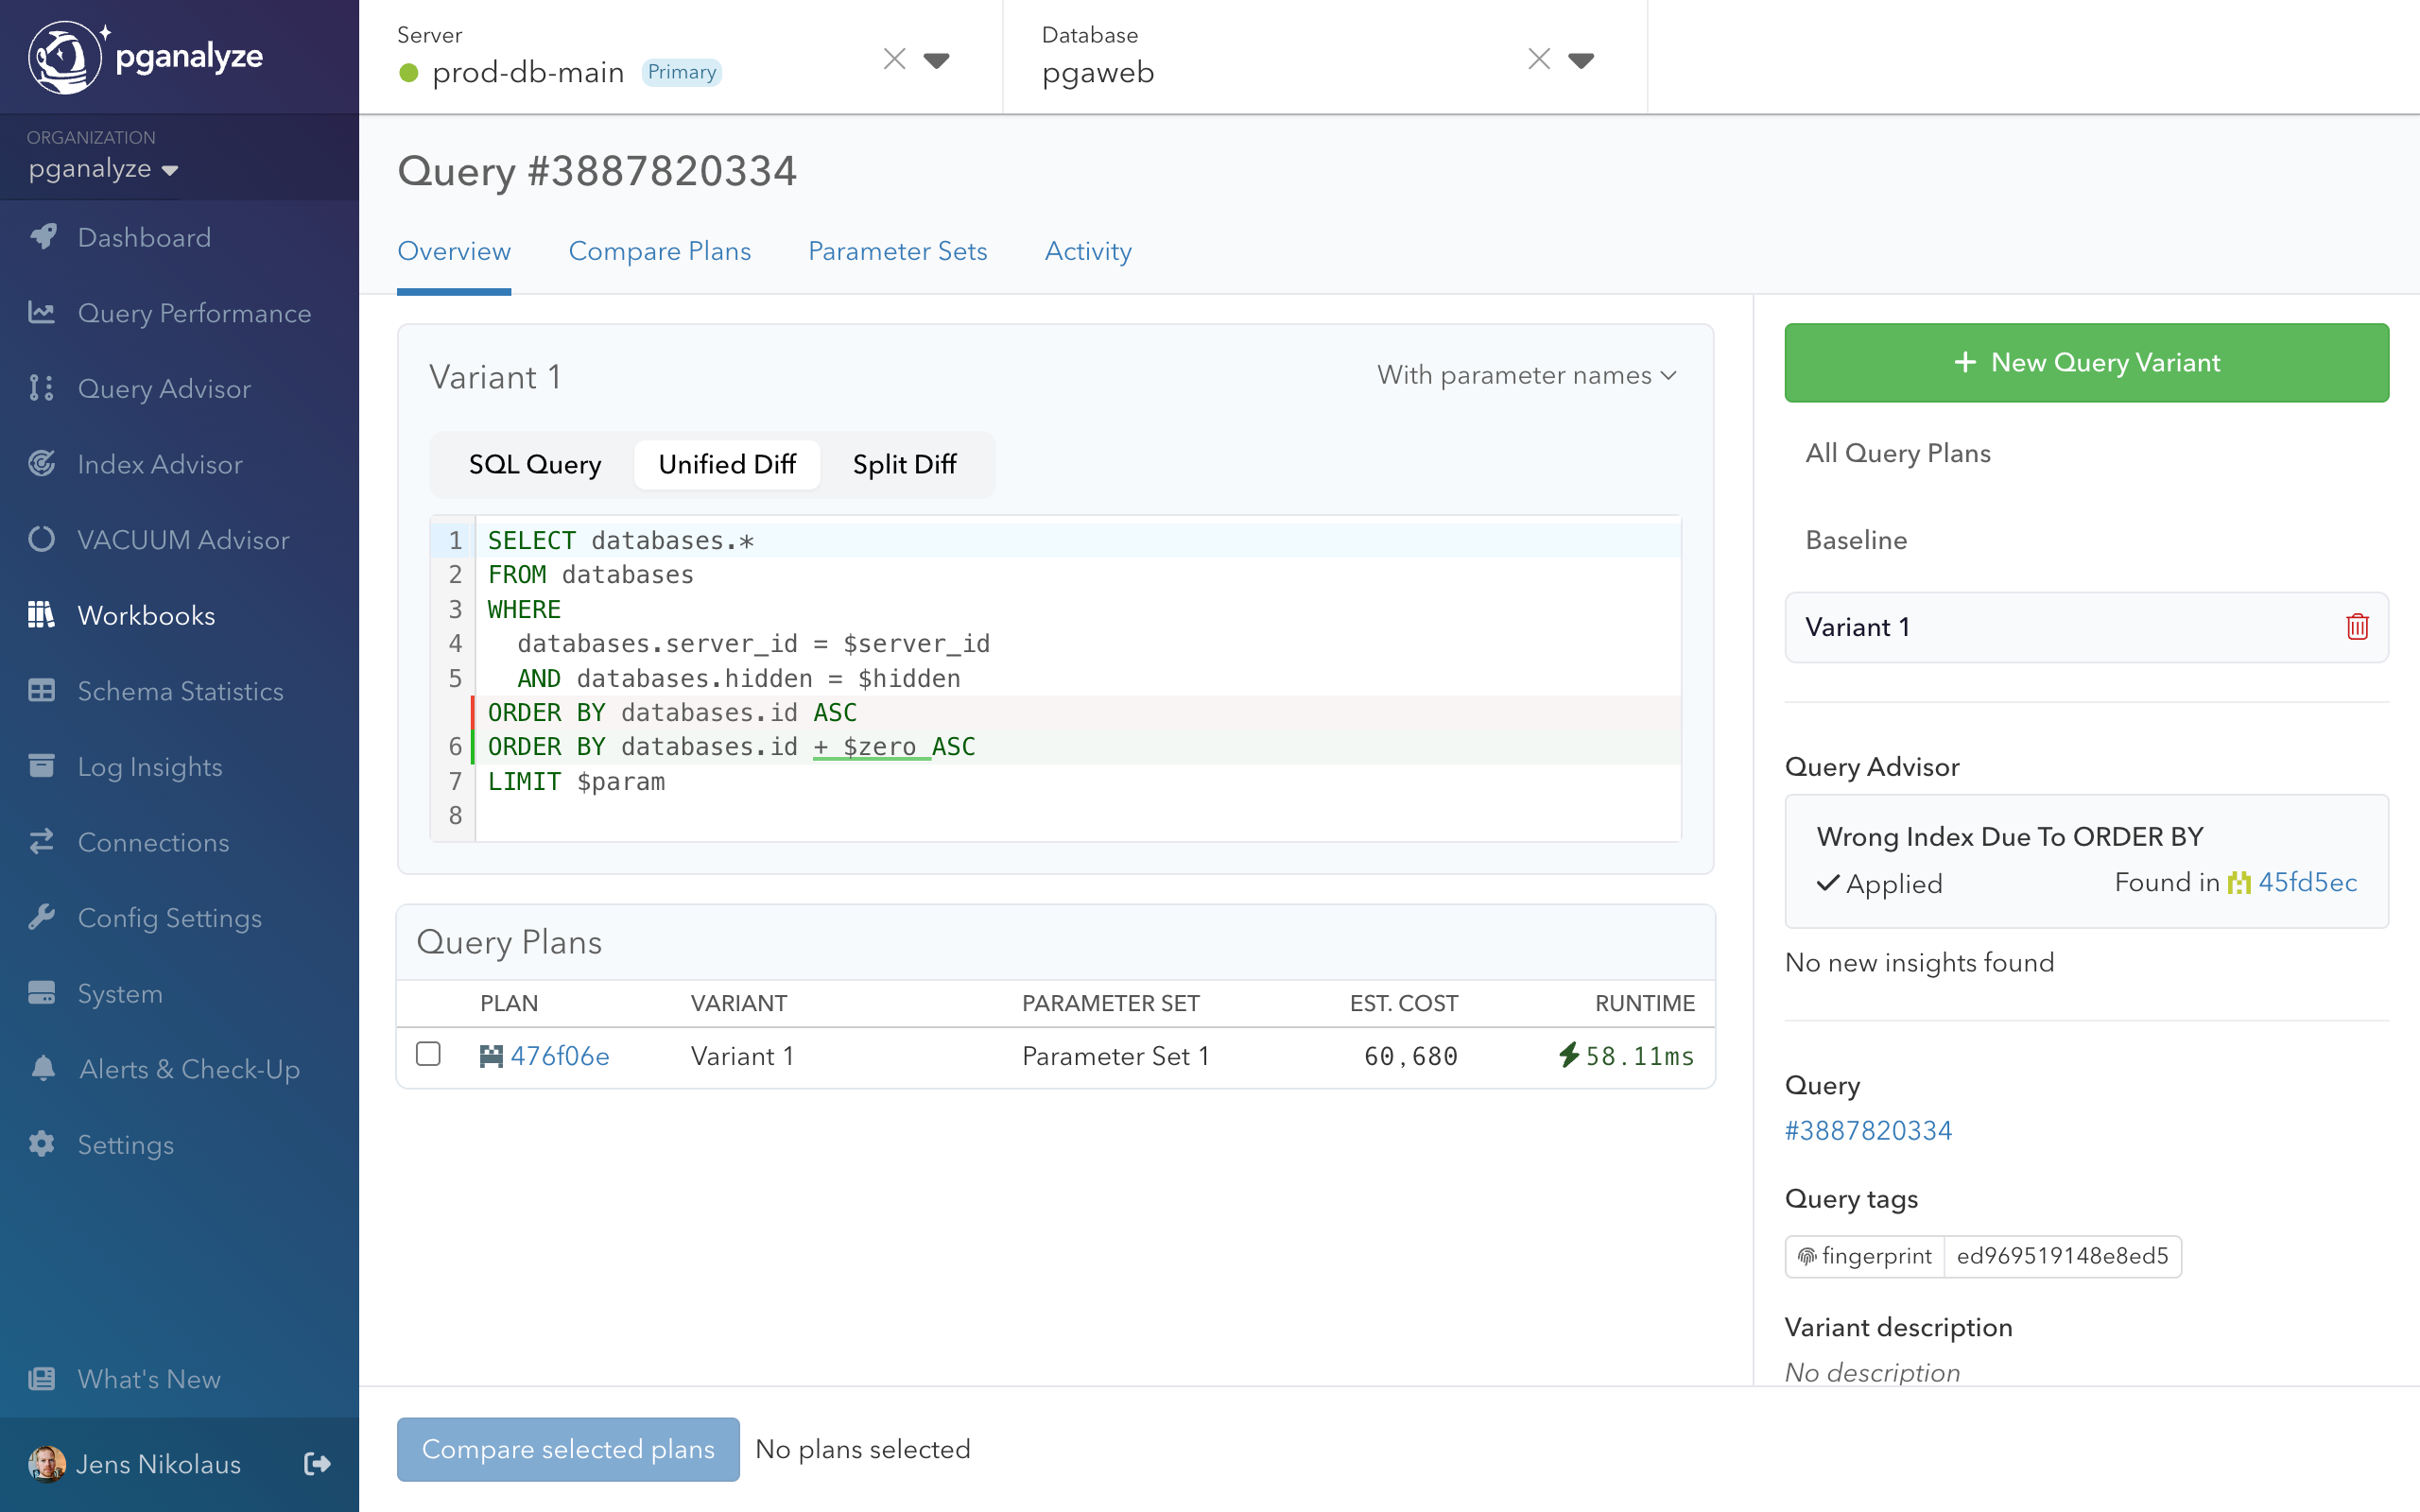 pganalyze
ORGANIZATION
pganalyze
Dashboard
Query Performance
Query Advisor
Index Advisor
VACUUM Advisor
Workbooks
Schema Statistics
Log Insights
Connections
Config Settings
System
Alerts & Check-Up
Settings
What's New
Jens Nikolaus
Server
prod-db-main Primary
Database
pgaweb
Query #3887820334
Overview Compare Plans Parameter Sets Activity
Variant 1 With parameter names
SQL Query Unified Diff Split Diff
1 SELECT databases.*
2 FROM databases
3 WHERE
4   databases.server_id = $server_id
5   AND databases.hidden = $hidden
ORDER BY databases.id ASC
6 ORDER BY databases.id + $zero ASC
7 LIMIT $param
8
Query Plans
PLAN VARIANT PARAMETER SET EST. COST RUNTIME
476f06e Variant 1 Parameter Set 1 60,680 58.11ms
New Query Variant
All Query Plans
Baseline
Variant 1
Query Advisor
Wrong Index Due To ORDER BY
Applied Found in 45fd5ec
No new insights found
Query
#3887820334
Query tags
fingerprint ed969519148e8ed5
Variant description
No description
Compare selected plans No plans selected